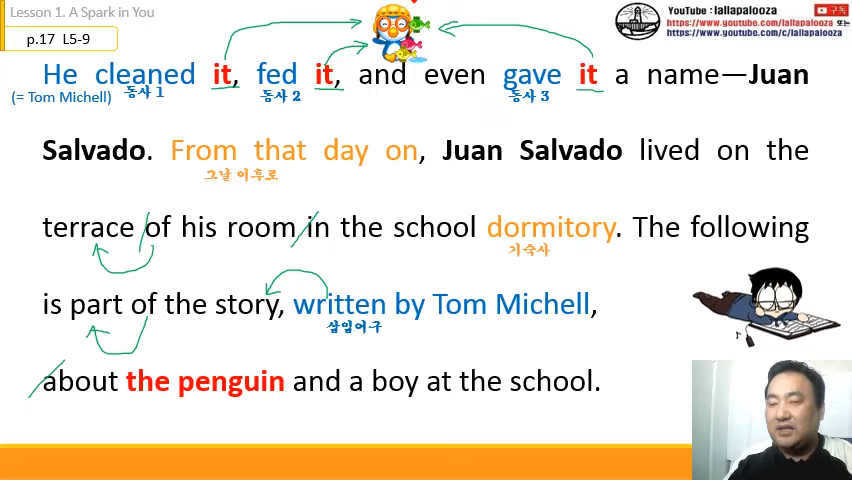 Lesson 1. A Spark in You
p.17 L5-9
YouTube : lallapalooza 구독
https://www.youtube.com/lallapalooza 또는
https://www.youtube.com/c/lallapalooza
He cleaned it, fed it, and even gave it a name—Juan
(= Tom Michell) 동사 1 동사 2 동사 3
Salvado. From that day on, Juan Salvado lived on the
그날 이후로
terrace of his room in the school dormitory. The following
기숙사
is part of the story, written by Tom Michell,
삽입어구
about the penguin and a boy at the school.